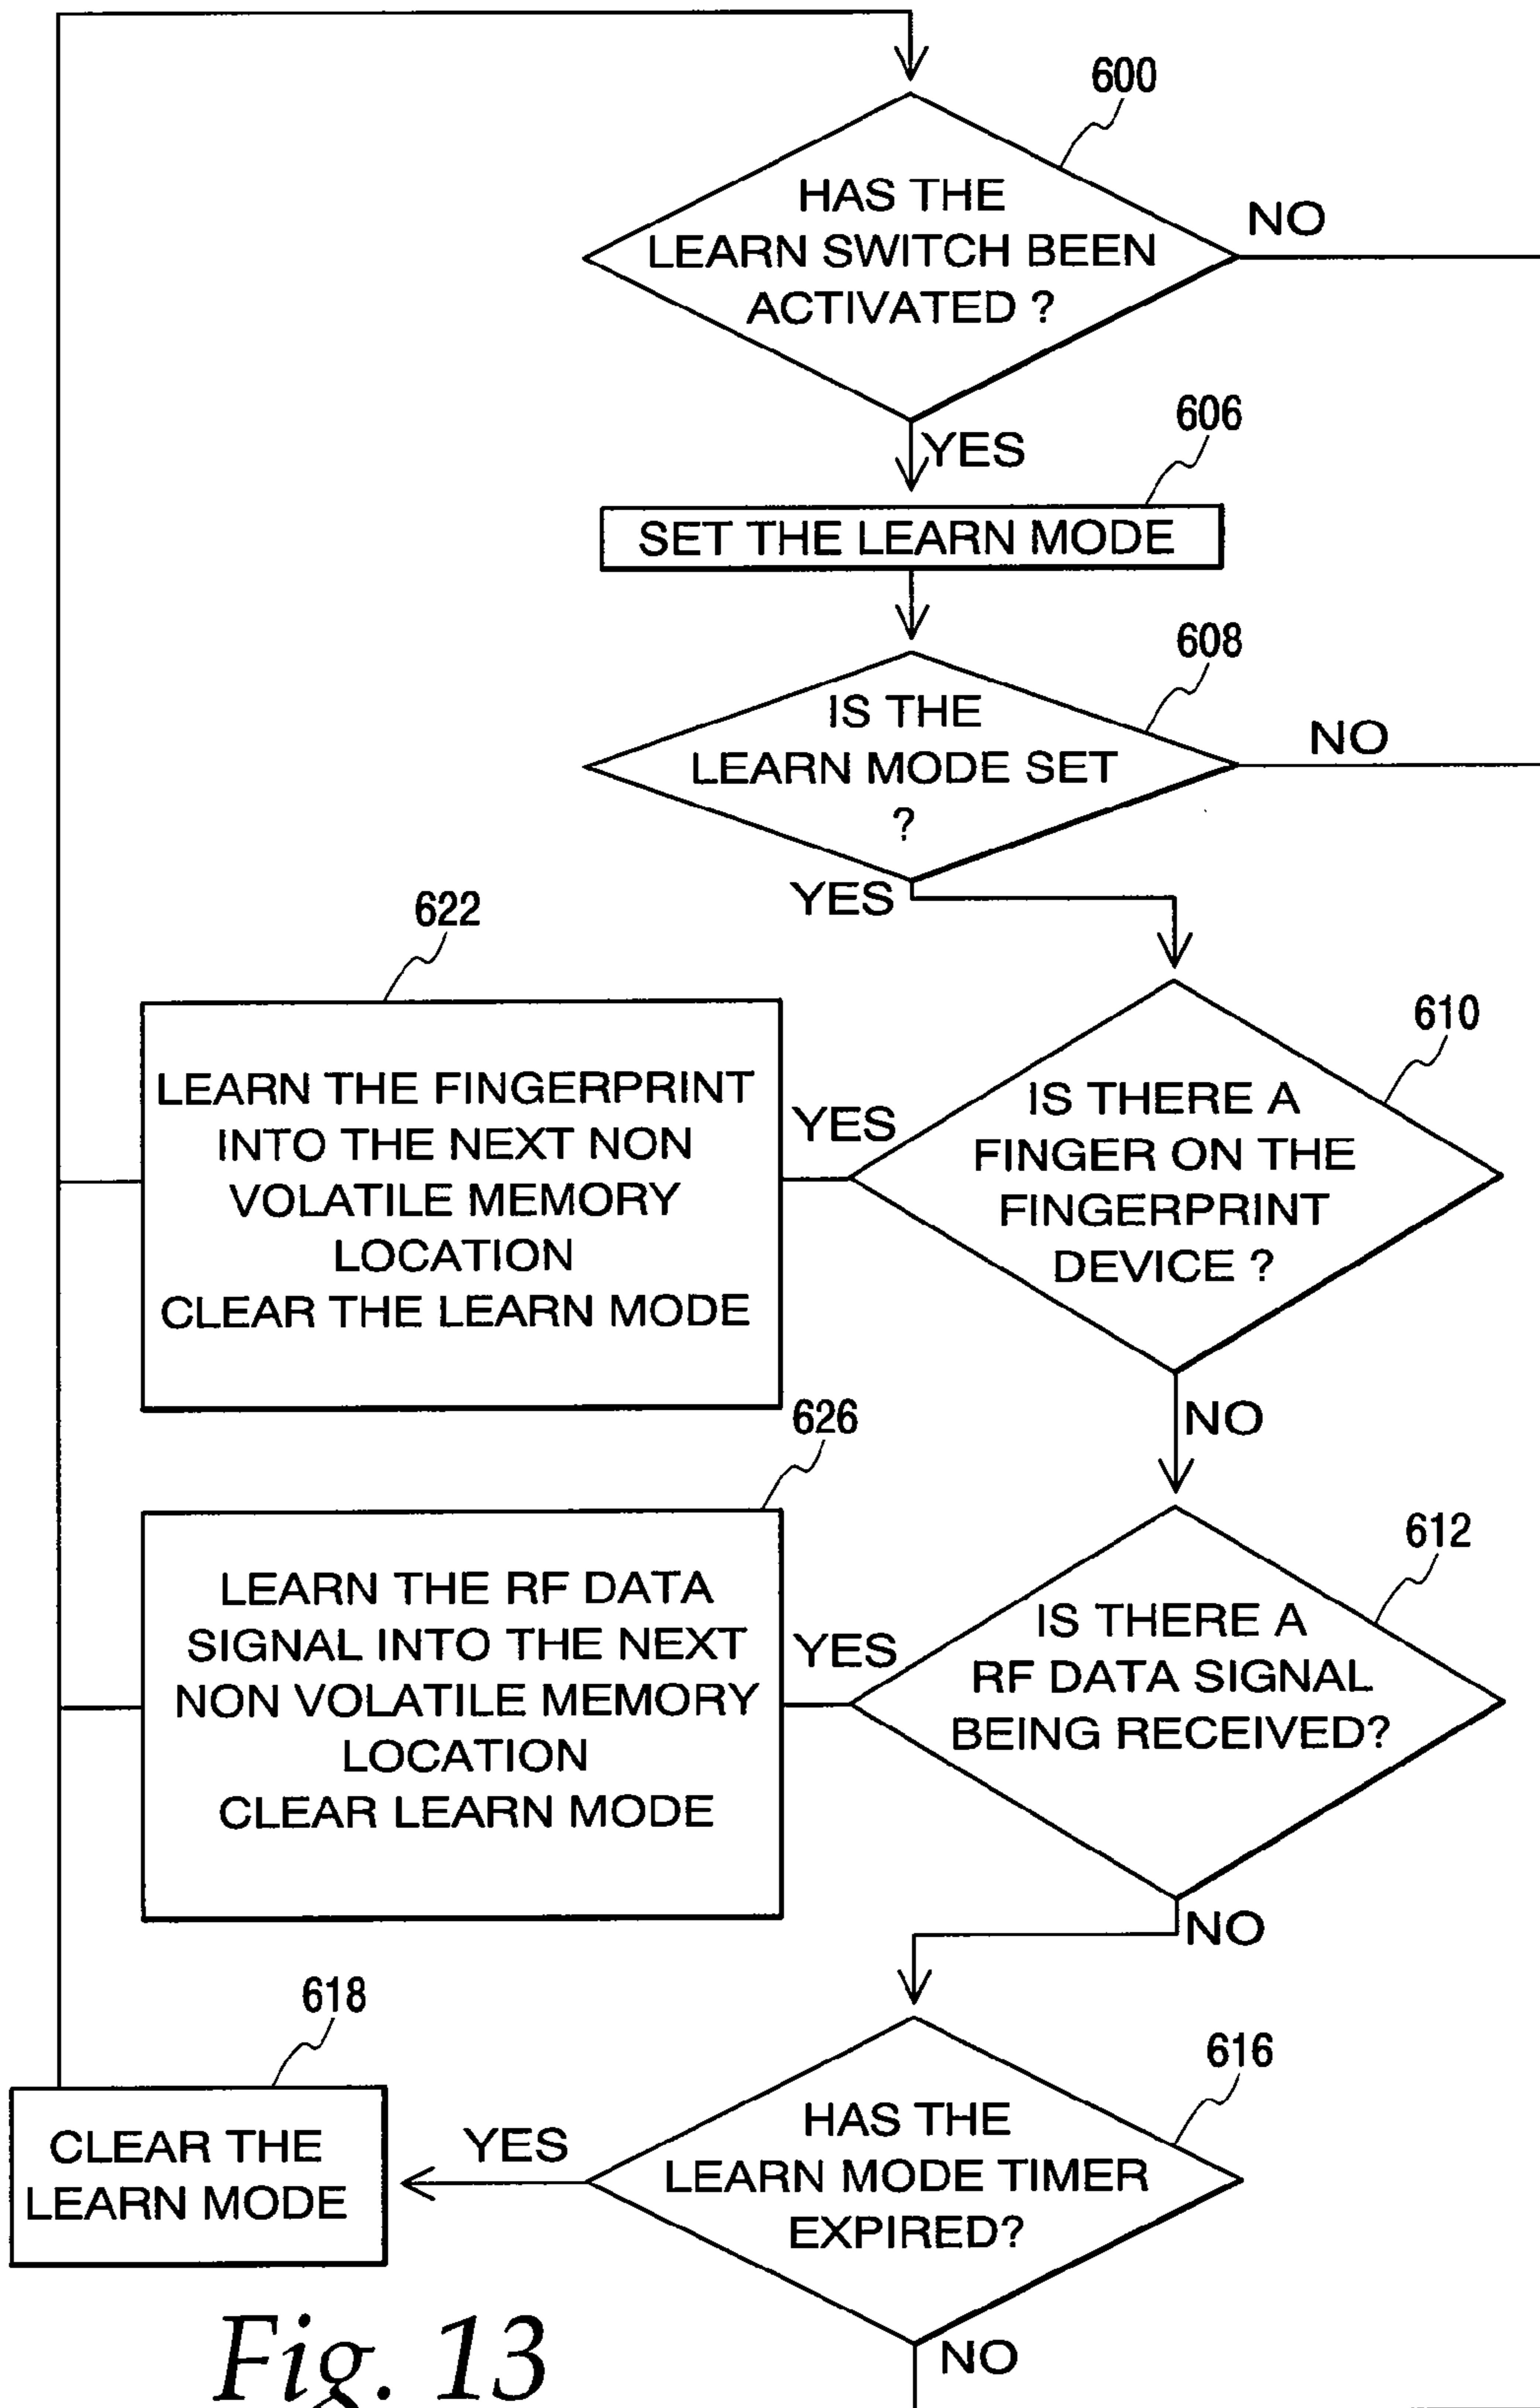 600
HAS THE
LEARN SWITCH BEEN
ACTIVATED ?
NO
YES
606
SET THE LEARN MODE
608
IS THE
LEARN MODE SET
?
NO
YES
622
LEARN THE FINGERPRINT
INTO THE NEXT NON
VOLATILE MEMORY
LOCATION
CLEAR THE LEARN MODE
YES
610
IS THERE A
FINGER ON THE
FINGERPRINT
DEVICE ?
NO
626
LEARN THE RF DATA
SIGNAL INTO THE NEXT
NON VOLATILE MEMORY
LOCATION
CLEAR LEARN MODE
YES
612
IS THERE A
RF DATA SIGNAL
BEING RECEIVED?
NO
618
CLEAR THE
LEARN MODE
YES
616
HAS THE
LEARN MODE TIMER
EXPIRED?
NO
Fig. 13